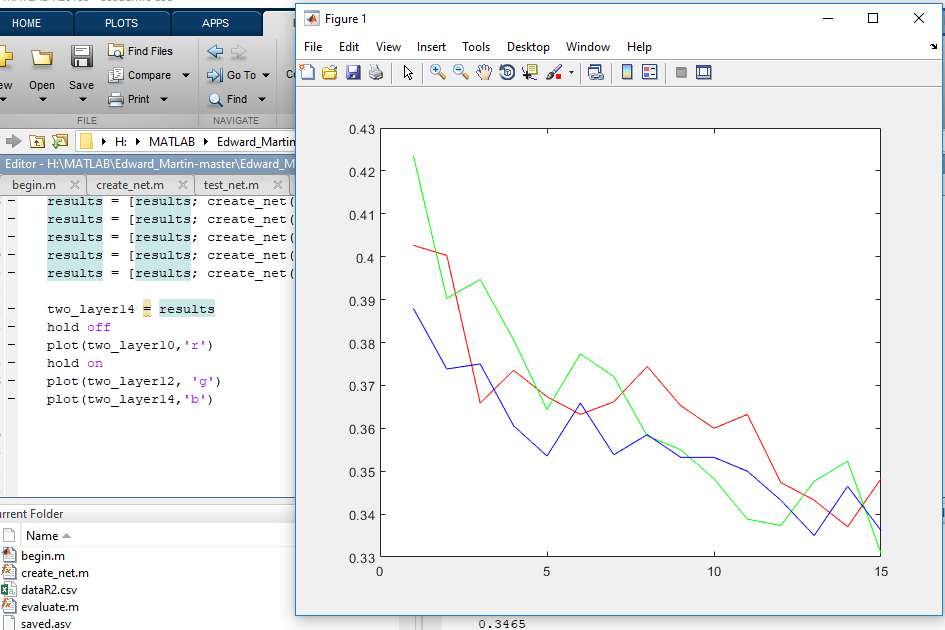 HOME PLOTS APPS
Find Files
Compare
Print
Open
Save
Go To
Find
FILE
NAVIGATE
H: MATLAB Edward_Martin
Editor - H:\MATLAB\Edward_Martin-master\Edward_M
begin.m create_net.m test_net.m
results = [results; create_net(
results = [results; create_net(
results = [results; create_net(
results = [results; create_net(
results = [results; create_net(
two_layer14 = results
hold off
plot(two_layer10,'r')
hold on
plot(two_layer12, 'g')
plot(two_layer14,'b')
Name
begin.m
create_net.m
dataR2.csv
evaluate.m
saved.asv
Figure 1
File Edit View Insert Tools Desktop Window Help
0.43
0.42
0.41
0.4
0.39
0.38
0.37
0.36
0.35
0.34
0.33
0 5 10 15
0.3465